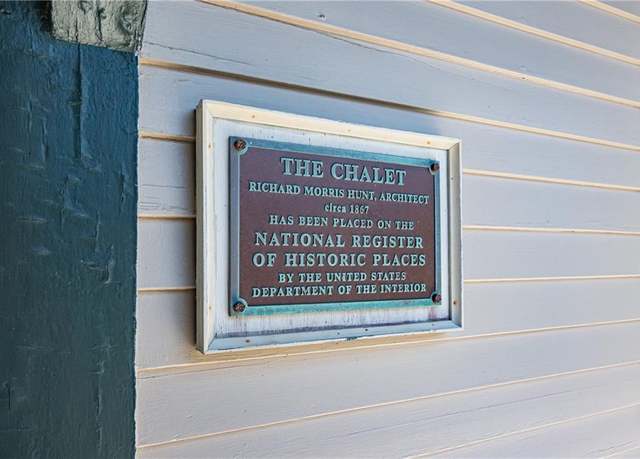 THE CHALET
RICHARD MORRIS HUNT, ARCHITECT
circa 1867
HAS BEEN PLACED ON THE
NATIONAL REGISTER
OF HISTORIC PLACES
BY THE UNITED STATES
DEPARTMENT OF THE INTERIOR